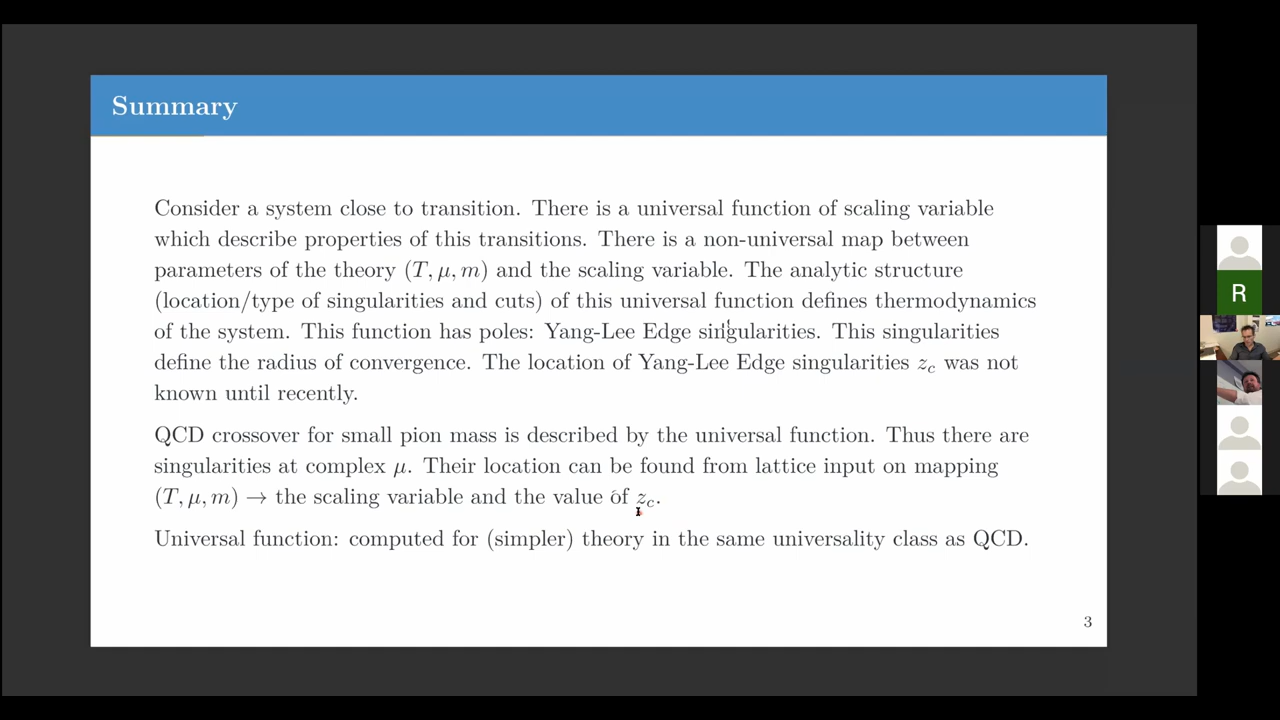 Summary
Consider a system close to transition. There is a universal function of scaling variable
which describe properties of this transitions. There is a non-universal map between
parameters of the theory (T, μ, m) and the scaling variable. The analytic structure
(location/type of singularities and cuts) of this universal function defines thermodynamics
of the system. This function has poles: Yang-Lee Edge singularities. This singularities
define the radius of convergence. The location of Yang-Lee Edge singularities z_c was not
known until recently.
QCD crossover for small pion mass is described by the universal function. Thus there are
singularities at complex μ. Their location can be found from lattice input on mapping
(T, μ, m) → the scaling variable and the value of z_c.
Universal function: computed for (simpler) theory in the same universality class as QCD.
3
R